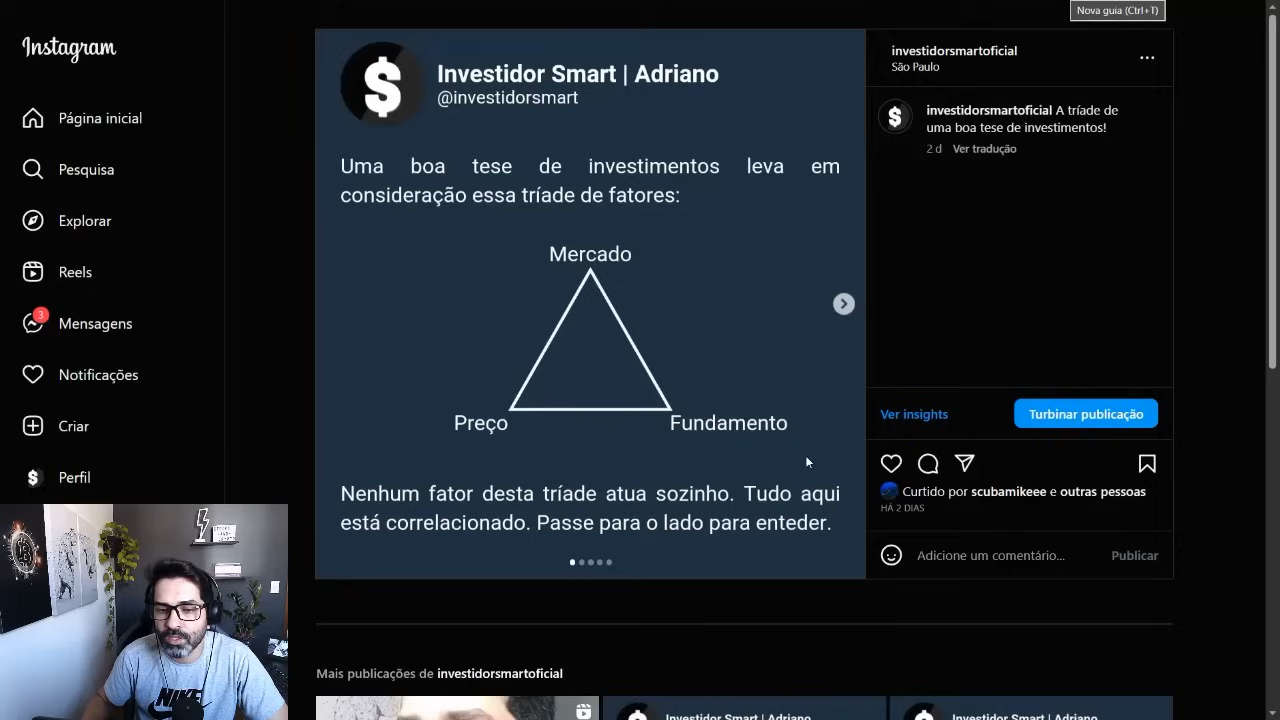 Nova guia (Ctrl+T)
Instagram
Página inicial
Pesquisa
Explorar
Reels
3
Mensagens
Notificações
Criar
Perfil
$
Investidor Smart | Adriano
@investidorsmart
Uma boa tese de investimentos leva em
consideração essa tríade de fatores:
Mercado
Preço
Fundamento
Nenhum fator desta tríade atua sozinho. Tudo aqui
está correlacionado. Passe para o lado para enteder.
investidorsmartoficial
São Paulo
$
investidorsmartoficial A tríade de
uma boa tese de investimentos!
2 d Ver tradução
Ver insights
Turbinar publicação
Curtido por scubamikeee e outras pessoas
HÁ 2 DIAS
Adicione um comentário...
Publicar
Mais publicações de investidorsmartoficial
Investidor Smart | Adriano
Investidor Smart | Adriano
NIKE